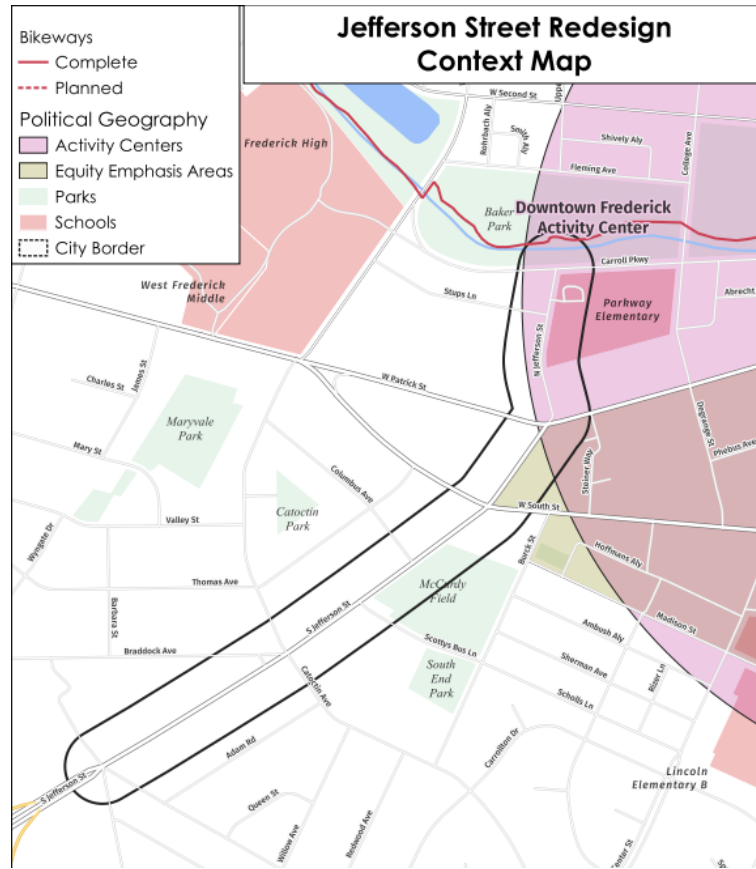 Jefferson Street Redesign
Context Map
Bikeways
Complete
Planned
Political Geography
Activity Centers
Equity Emphasis Areas
Parks
Schools
City Border
W Second St
Rohrbach Aly
Smith Aly
Shively Aly
College Ave
Fleming Ave
Frederick High
Baker
Park
Downtown Frederick
Activity Center
Carroll Pkwy
West Frederick
Middle
Stups Ln
Parkway
Elementary
Abrecht
N Jefferson St
James St
Charles St
W Patrick St
Maryvale
Park
Degrange St
Phebus Ave
Mary St
Steiner Way
Columbus Ave
Catoctin
Park
W South St
Valley St
Wyngate Dr
Burck St
Hoffmans Aly
Thomas Ave
McCurdy
Field
Barbara St
S Jefferson St
Madison St
Ambush Aly
Braddock Ave
Scottys Bus Ln
Sherman Ave
South
End
Park
Catoctin Ave
Rizer Ln
Scholls Ln
Adam Rd
Carrollton Dr
S Jefferson St
Lincoln
Elementary B
Queen St
Willow Ave
Redwood Ave
Center St